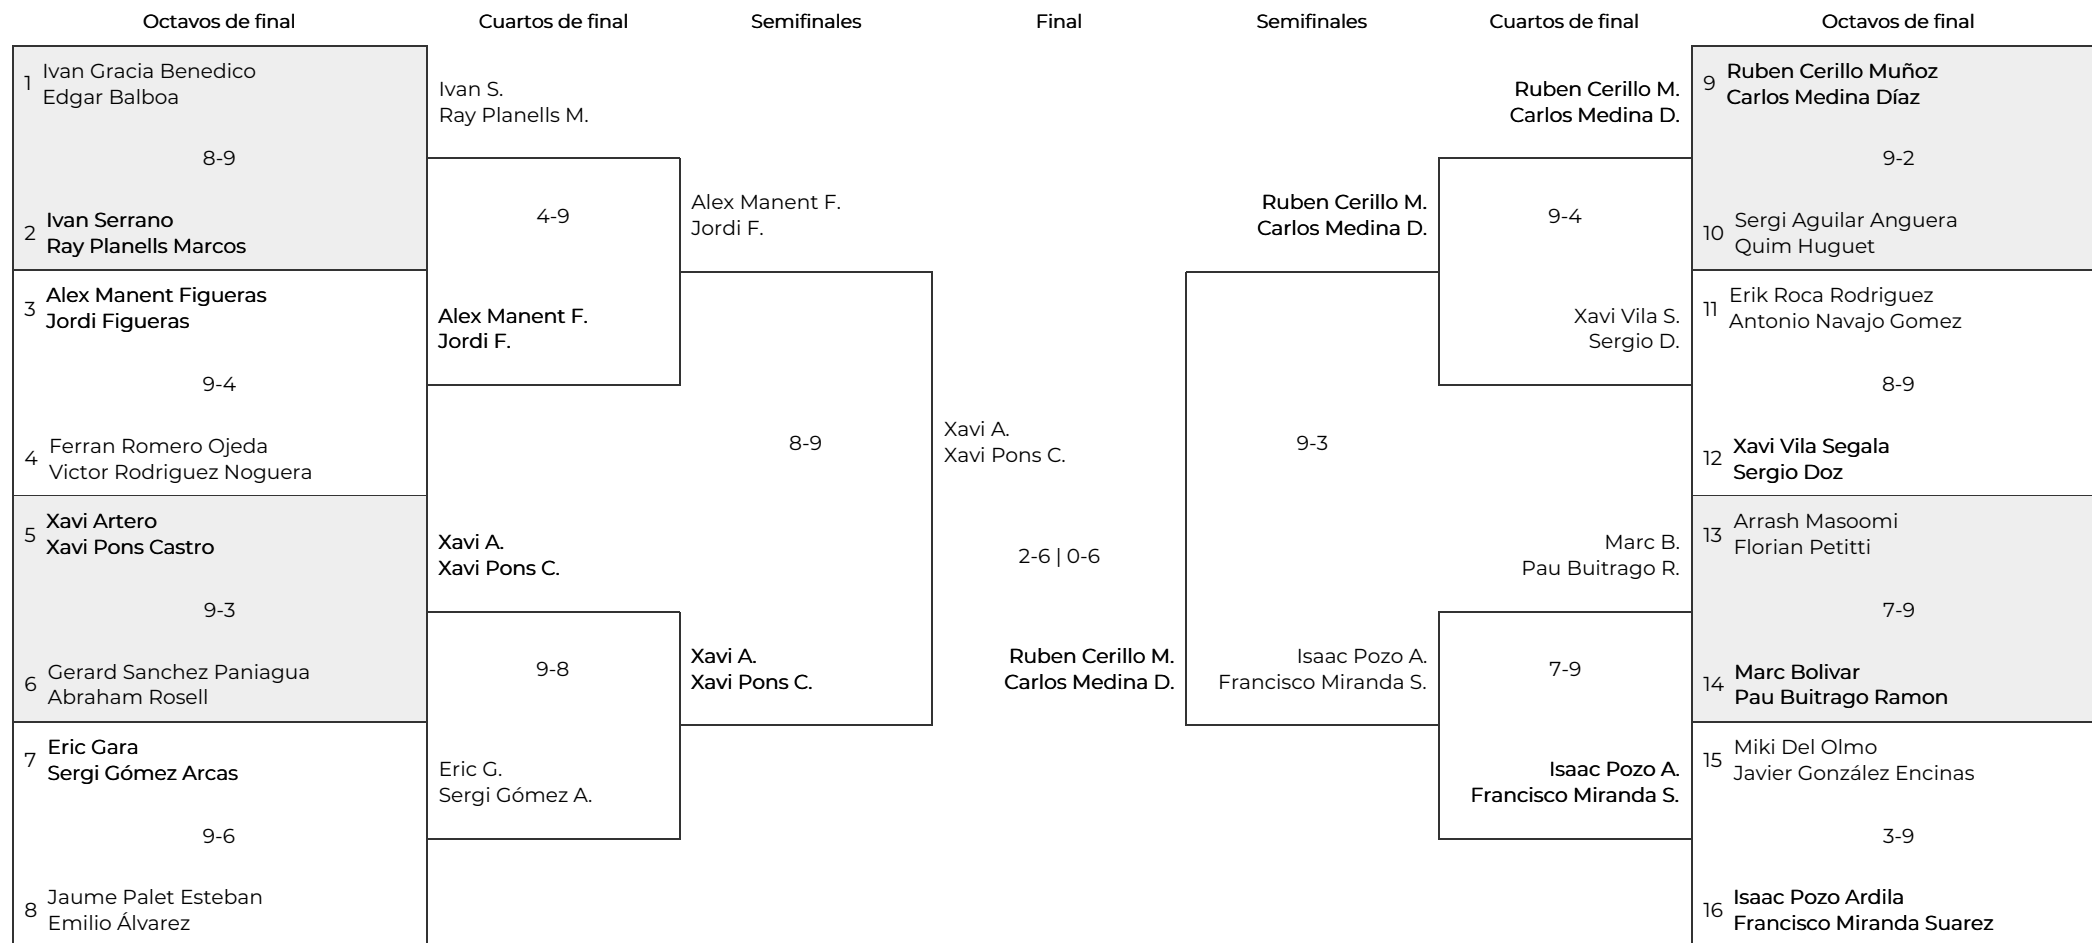 Octavos de final
Cuartos de final
Semifinales
Final
Semifinales
Cuartos de final
Octavos de final
1
Ivan Gracia Benedico
Edgar Balboa
8-9
2
Ivan Serrano
Ray Planells Marcos
3
Alex Manent Figueras
Jordi Figueras
9-4
4
Ferran Romero Ojeda
Victor Rodriguez Noguera
5
Xavi Artero
Xavi Pons Castro
9-3
6
Gerard Sanchez Paniagua
Abraham Rosell
7
Eric Gara
Sergi Gómez Arcas
9-6
8
Jaume Palet Esteban
Emilio Álvarez
Ivan S.
Ray Planells M.
4-9
Alex Manent F.
Jordi F.
Xavi A.
Xavi Pons C.
9-8
Eric G.
Sergi Gómez A.
Alex Manent F.
Jordi F.
8-9
Xavi A.
Xavi Pons C.
Xavi A.
Xavi Pons C.
2-6 | 0-6
Ruben Cerillo M.
Carlos Medina D.
Ruben Cerillo M.
Carlos Medina D.
9-3
Isaac Pozo A.
Francisco Miranda S.
Ruben Cerillo M.
Carlos Medina D.
9-4
Xavi Vila S.
Sergio D.
Marc B.
Pau Buitrago R.
7-9
Isaac Pozo A.
Francisco Miranda S.
9
Ruben Cerillo Muñoz
Carlos Medina Díaz
9-2
10
Sergi Aguilar Anguera
Quim Huguet
11
Erik Roca Rodriguez
Antonio Navajo Gomez
8-9
12
Xavi Vila Segala
Sergio Doz
13
Arrash Masoomi
Florian Petitti
7-9
14
Marc Bolivar
Pau Buitrago Ramon
15
Miki Del Olmo
Javier González Encinas
3-9
16
Isaac Pozo Ardila
Francisco Miranda Suarez